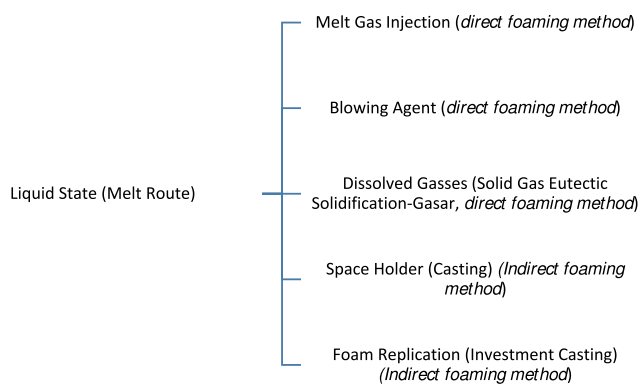 Melt Gas Injection (direct foaming method)
Blowing Agent (direct foaming method)
Liquid State (Melt Route)
Dissolved Gasses (Solid Gas Eutectic
Solidification-Gasar, direct foaming method)
Space Holder (Casting) (Indirect foaming
method)
Foam Replication (Investment Casting)
(Indirect foaming method)